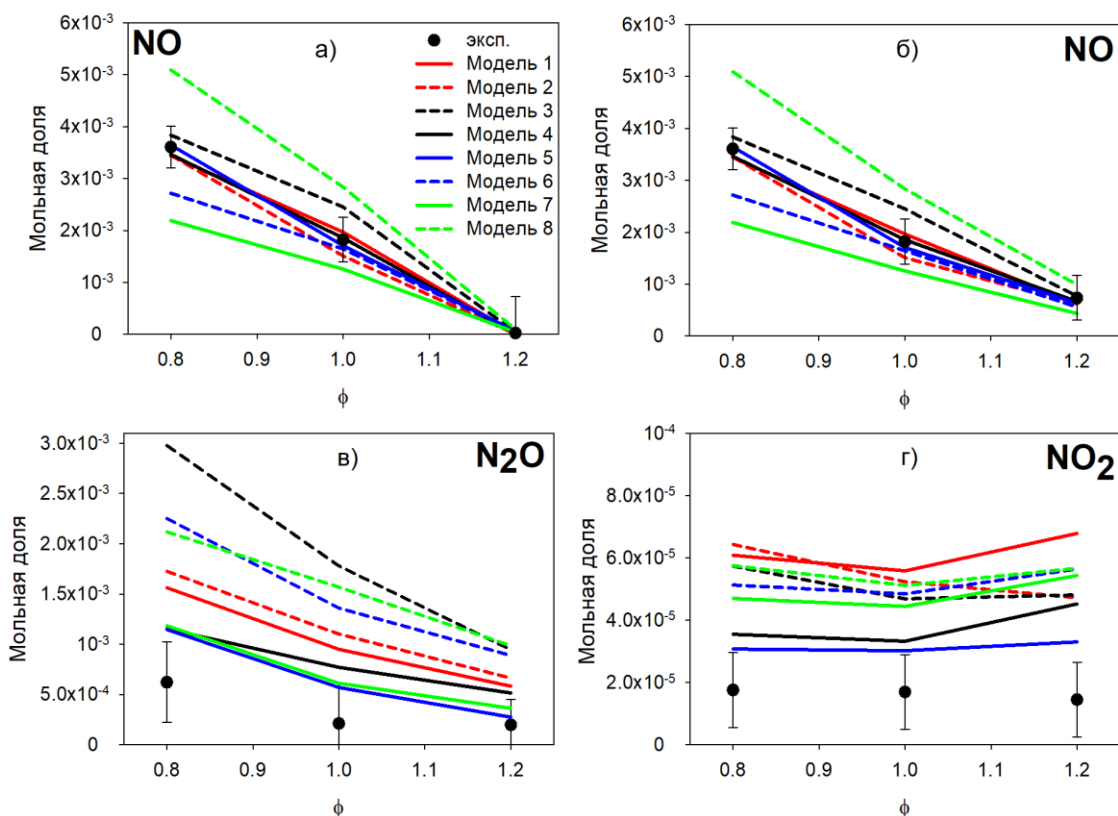 NO
а)
эксп.
Модель 1
Модель 2
Модель 3
Модель 4
Модель 5
Модель 6
Модель 7
Модель 8
Мольная доля
6x10⁻³
5x10⁻³
4x10⁻³
3x10⁻³
2x10⁻³
1x10⁻³
0
0.8
0.9
1.0
1.1
1.2
ϕ
б)
NO
Мольная доля
6x10⁻³
5x10⁻³
4x10⁻³
3x10⁻³
2x10⁻³
1x10⁻³
0
0.8
0.9
1.0
1.1
1.2
ϕ
в)
N₂O
Мольная доля
3.0x10⁻³
2.5x10⁻³
2.0x10⁻³
1.5x10⁻³
10⁻³
5.0x10⁻⁴
0
0.8
0.9
1.0
1.1
1.2
ϕ
г)
NO₂
Мольная доля
10⁻⁴
8.0x10⁻⁵
6.0x10⁻⁵
4.0x10⁻⁵
2.0x10⁻⁵
0
0.8
0.9
1.0
1.1
1.2
ϕ